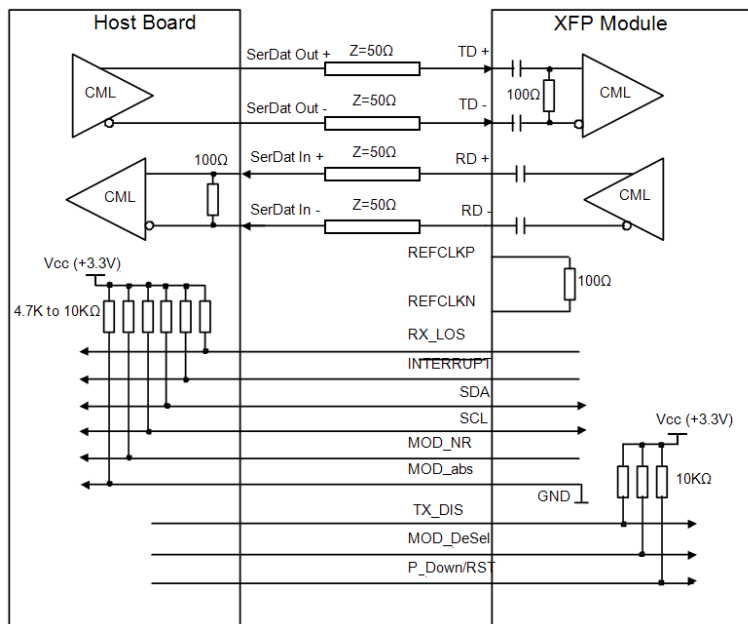 Host Board
XFP Module
SerDat Out +
Z=50Ω
TD +
CML
100Ω
CML
SerDat Out -
Z=50Ω
TD -
100Ω
SerDat In +
Z=50Ω
RD +
CML
CML
SerDat In -
Z=50Ω
RD -
REFCLKP
Vcc (+3.3V)
100Ω
REFCLKN
4.7K to 10KΩ
RX_LOS
INTERRUPT
SDA
SCL
Vcc (+3.3V)
MOD_NR
MOD_abs
10KΩ
GND
TX_DIS
MOD_DeSel
P_Down/RST